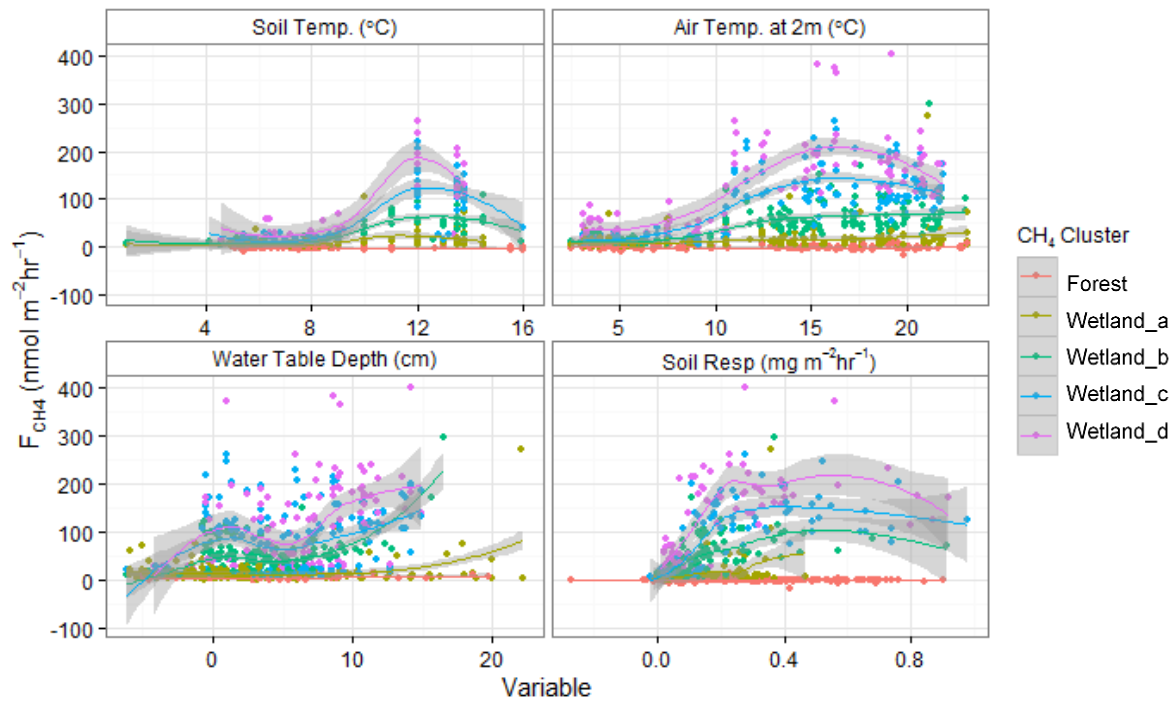 Soil Temp. (°C)
Air Temp. at 2m (°C)
400
300
200
100
0
-100
4 8 12 16
5 10 15 20
Water Table Depth (cm)
Soil Resp (mg m⁻²hr⁻¹)
400
300
200
100
0
-100
0 10 20
0.0 0.4 0.8
Variable
F_CH4 (nmol m⁻²hr⁻¹)
CH₄ Cluster
Forest
Wetland_a
Wetland_b
Wetland_c
Wetland_d